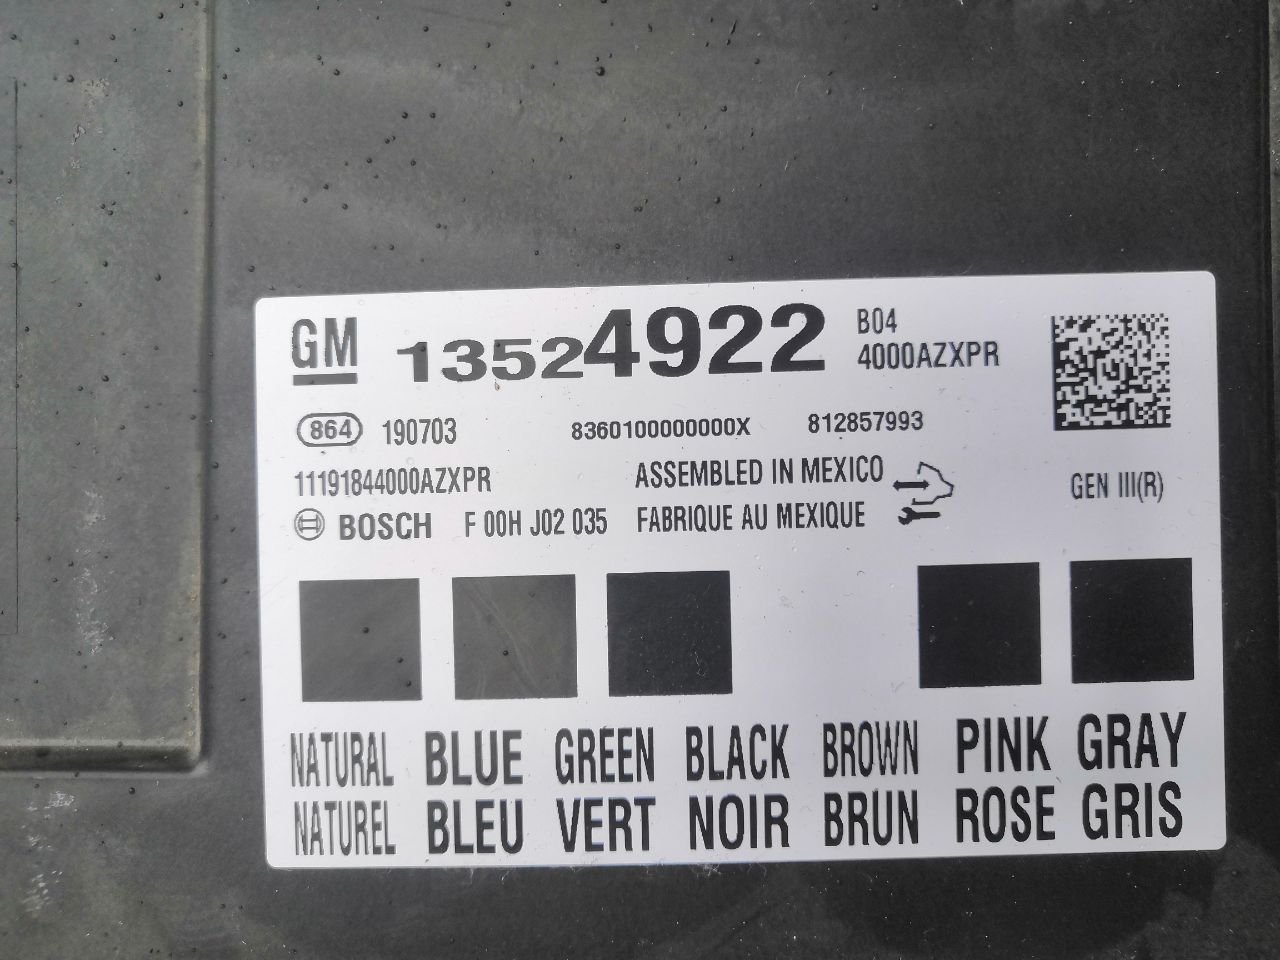 GM 13524922 B04
4000AZXPR
864 190703 8360100000000X 812857993
11191844000AZXPR ASSEMBLED IN MEXICO GEN III(R)
BOSCH F 00H J02 035 FABRIQUE AU MEXIQUE
NATURAL BLUE GREEN BLACK BROWN PINK GRAY
NATUREL BLEU VERT NOIR BRUN ROSE GRIS